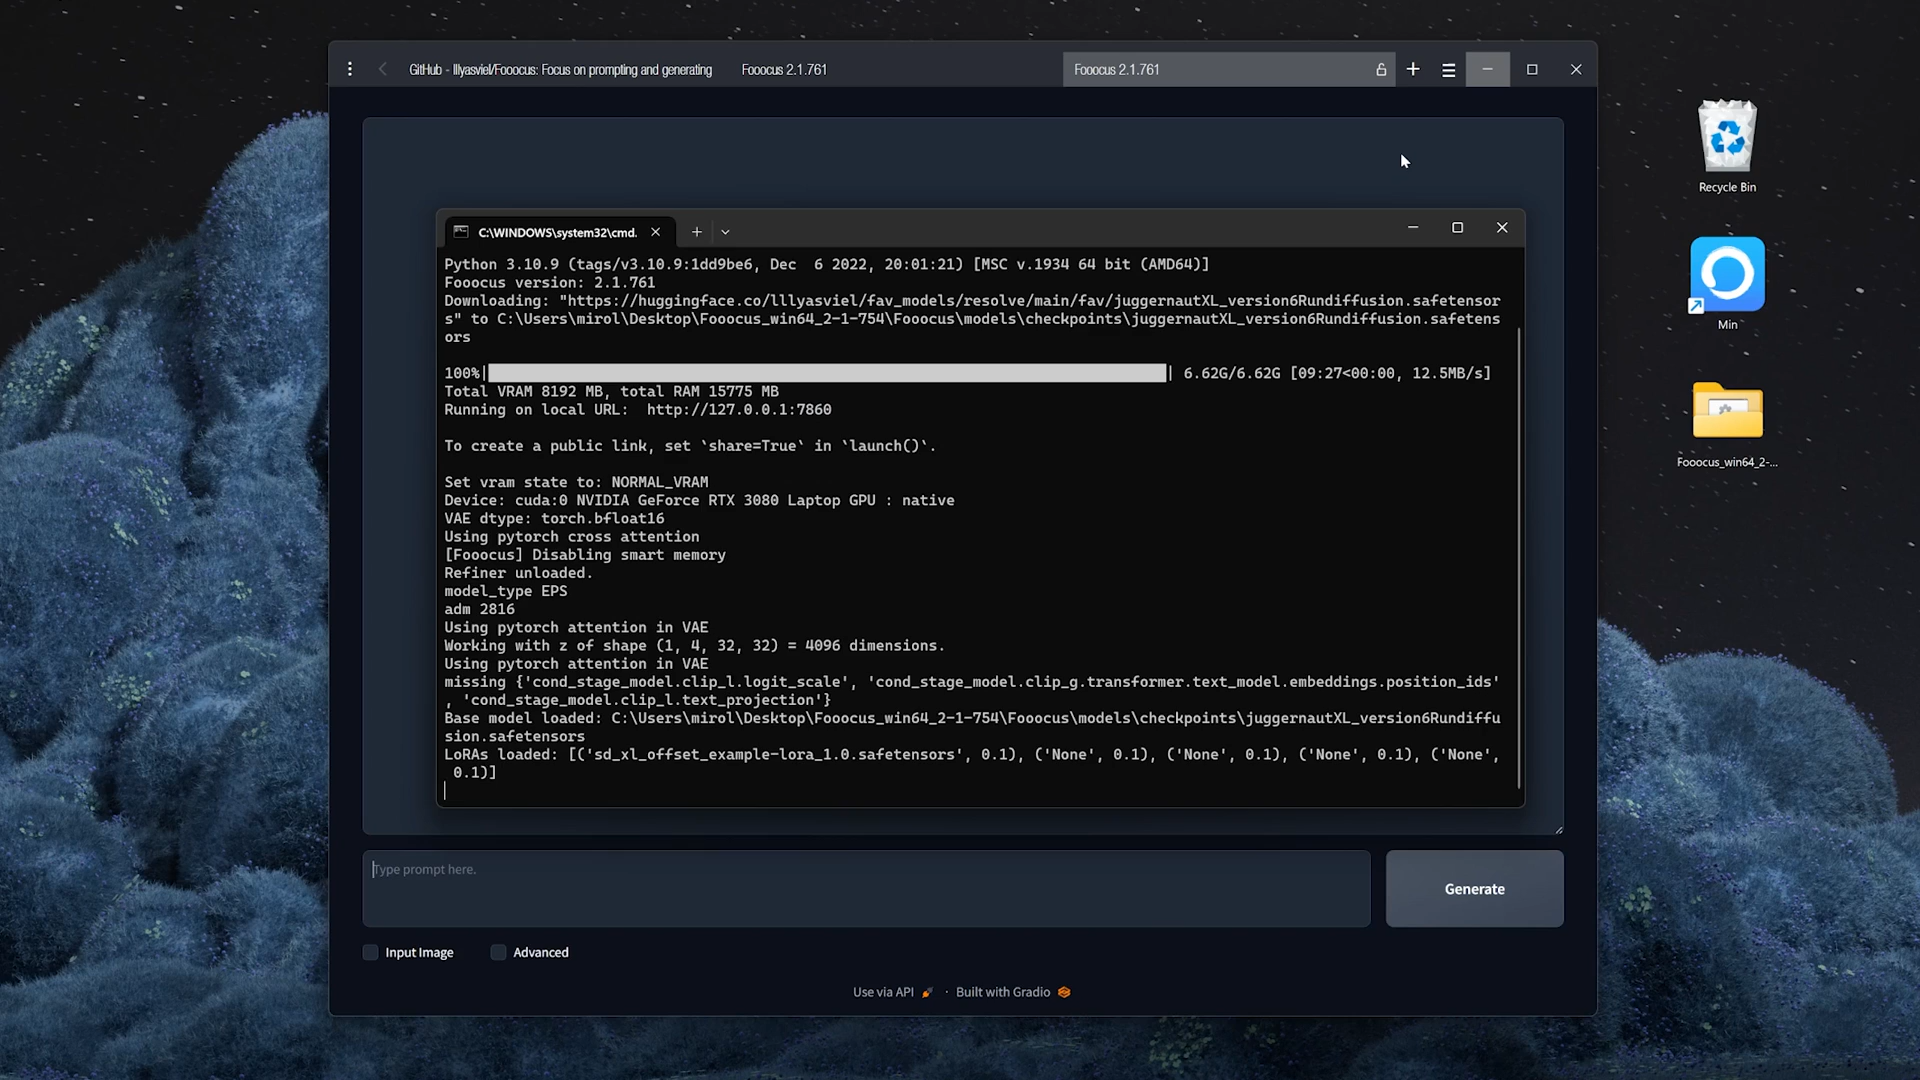 GitHub - lllyasviel/Fooocus: Focus on prompting and generating
Fooocus 2.1.761
Fooocus 2.1.761
Recycle Bin
Min
Fooocus_win64_2-...
C:\WINDOWS\system32\cmd.
Python 3.10.9 (tags/v3.10.9:1dd9be6, Dec  6 2022, 20:01:21) [MSC v.1934 64 bit (AMD64)]
Fooocus version: 2.1.761
Downloading: "https://huggingface.co/lllyasviel/fav_models/resolve/main/fav/juggernautXL_version6Rundiffusion.safetensor
s" to C:\Users\mirol\Desktop\Fooocus_win64_2-1-754\Fooocus\models\checkpoints\juggernautXL_version6Rundiffusion.safetens
ors
100%| | 6.62G/6.62G [09:27<00:00, 12.5MB/s]
Total VRAM 8192 MB, total RAM 15775 MB
Running on local URL:  http://127.0.0.1:7860
To create a public link, set `share=True` in `launch()`.
Set vram state to: NORMAL_VRAM
Device: cuda:0 NVIDIA GeForce RTX 3080 Laptop GPU : native
VAE dtype: torch.bfloat16
Using pytorch cross attention
[Fooocus] Disabling smart memory
Refiner unloaded.
model_type EPS
adm 2816
Using pytorch attention in VAE
Working with z of shape (1, 4, 32, 32) = 4096 dimensions.
Using pytorch attention in VAE
missing {'cond_stage_model.clip_l.logit_scale', 'cond_stage_model.clip_g.transformer.text_model.embeddings.position_ids'
, 'cond_stage_model.clip_l.text_projection'}
Base model loaded: C:\Users\mirol\Desktop\Fooocus_win64_2-1-754\Fooocus\models\checkpoints\juggernautXL_version6Rundiffu
sion.safetensors
LoRAs loaded: [('sd_xl_offset_example-lora_1.0.safetensors', 0.1), ('None', 0.1), ('None', 0.1), ('None', 0.1), ('None',
 0.1)]
Type prompt here.
Generate
Input Image
Advanced
Use via API · Built with Gradio